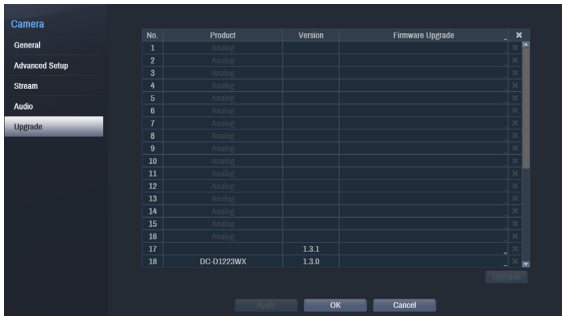 Camera
General
Advanced Setup
Stream
Audio
Upgrade
No. Product Version Firmware Upgrade
1 Analog
2 Analog
3 Analog
4 Analog
5 Analog
6 Analog
7 Analog
8 Analog
9 Analog
10 Analog
11 Analog
12 Analog
13 Analog
14 Analog
15 Analog
16 Analog
17 1.3.1
18 DC-D1223WX 1.3.0
Upgrade
Apply OK Cancel